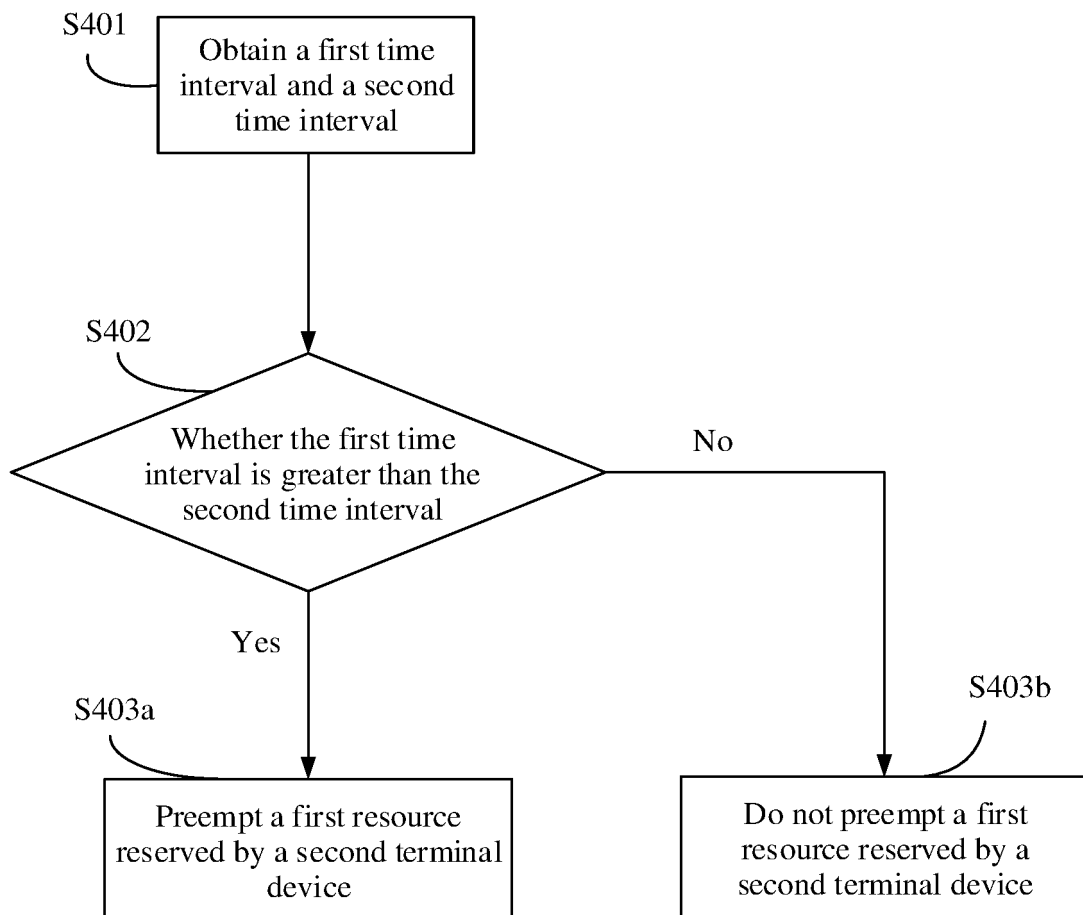 S401
Obtain a first time
interval and a second
time interval
S402
Whether the first time
interval is greater than the
second time interval
No
Yes
S403a
S403b
Preempt a first resource
reserved by a second terminal
device
Do not preempt a first
resource reserved by a
second terminal device